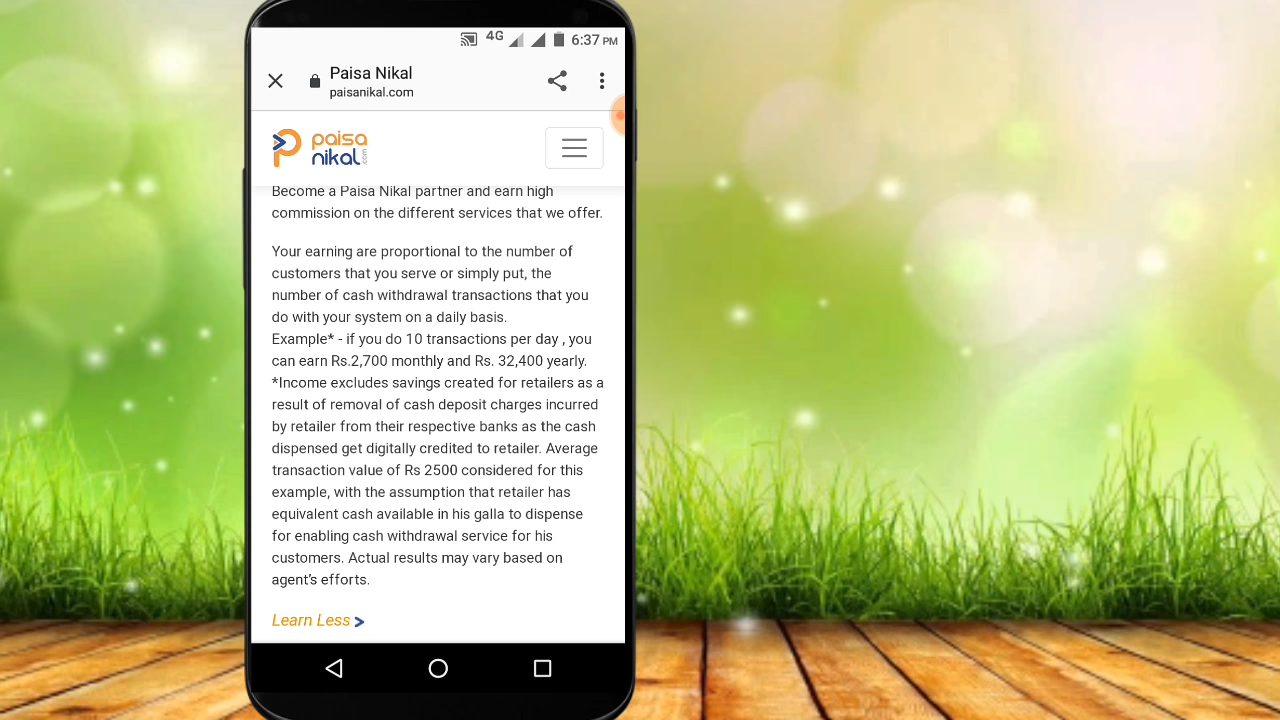 4G 6:37 PM
Paisa Nikal
paisanikal.com
paisa
nikal.com
Become a Paisa Nikal partner and earn high
commission on the different services that we offer.
Your earning are proportional to the number of
customers that you serve or simply put, the
number of cash withdrawal transactions that you
do with your system on a daily basis.
Example* - if you do 10 transactions per day , you
can earn Rs.2,700 monthly and Rs. 32,400 yearly.
*Income excludes savings created for retailers as a
result of removal of cash deposit charges incurred
by retailer from their respective banks as the cash
dispensed get digitally credited to retailer. Average
transaction value of Rs 2500 considered for this
example, with the assumption that retailer has
equivalent cash available in his galla to dispense
for enabling cash withdrawal service for his
customers. Actual results may vary based on
agent's efforts.
Learn Less